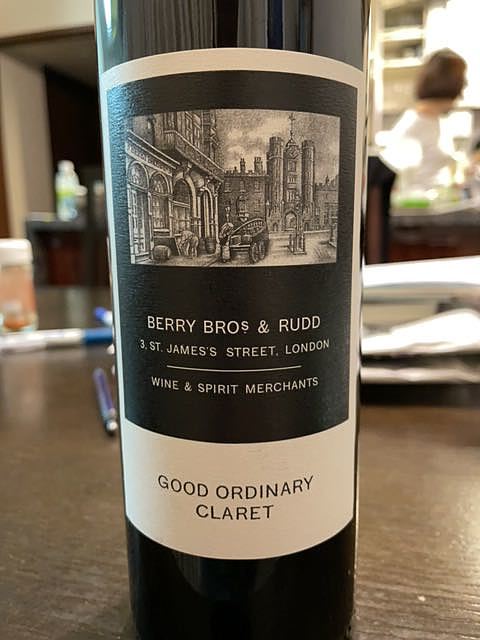 BERRY BROS & RUDD
3, ST. JAMES'S STREET, LONDON
WINE & SPIRIT MERCHANTS
GOOD ORDINARY
CLARET